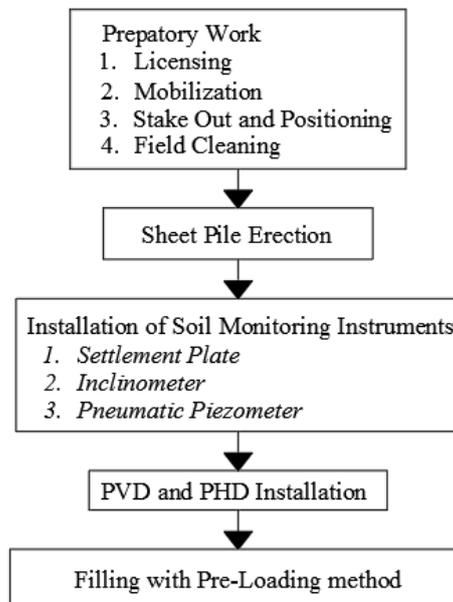 Prepatory Work
1. Licensing
2. Mobilization
3. Stake Out and Positioning
4. Field Cleaning
Sheet Pile Erection
Installation of Soil Monitoring Instruments
1. Settlement Plate
2. Inclinometer
3. Pneumatic Piezometer
PVD and PHD Installation
Filling with Pre-Loading method